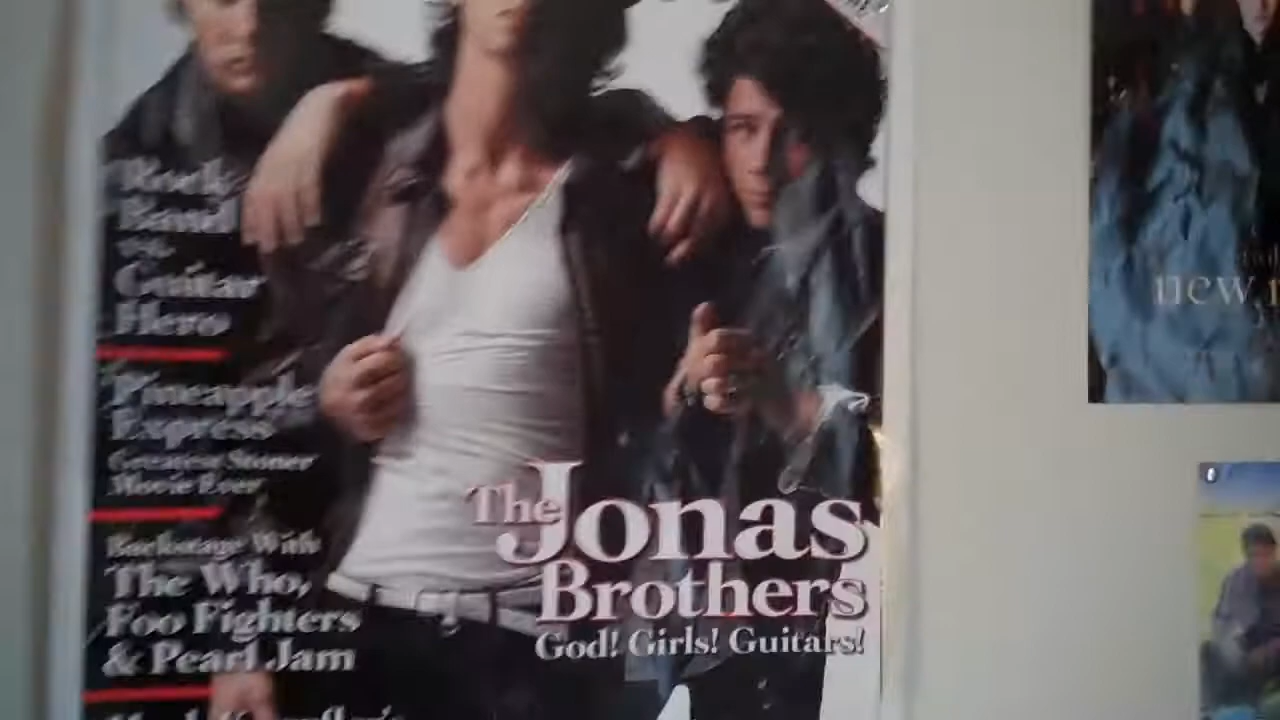 Rock
Band
vs.
Guitar
Hero
Pineapple
Express
Greatest Stoner
Movie Ever
Backstage With
The Who,
Foo Fighters
& Pearl Jam
The Jonas
Brothers
God! Girls! Guitars!
new